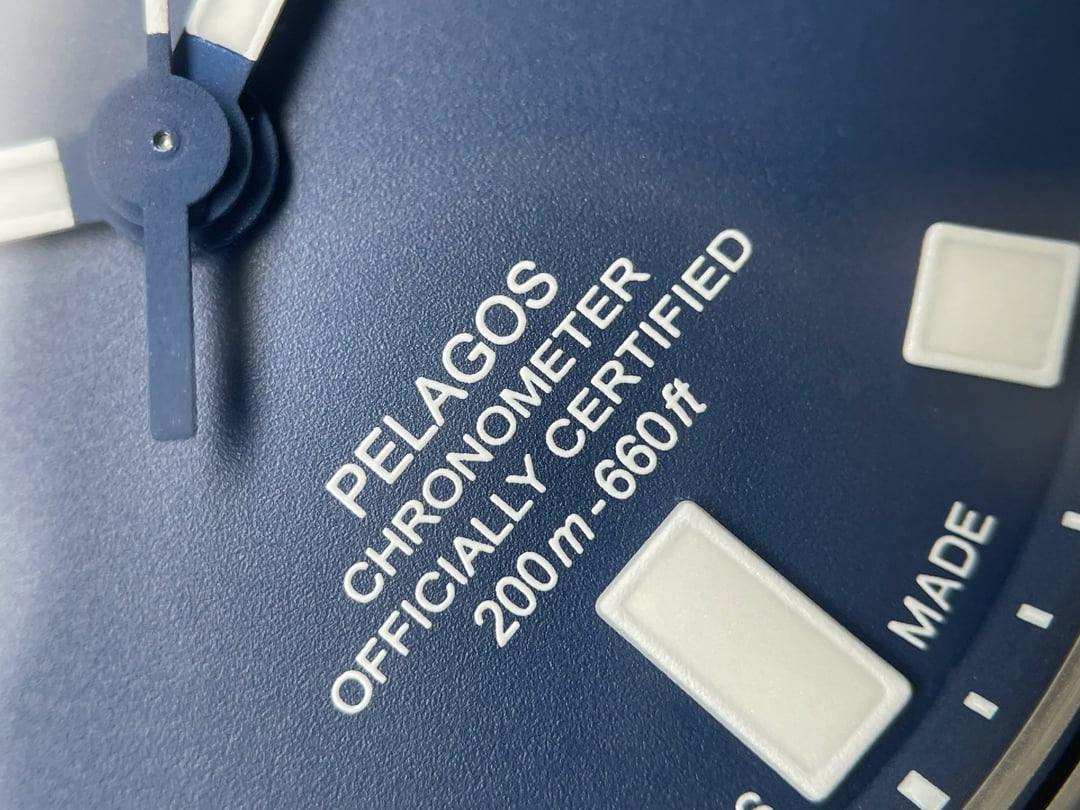 PELAGOS
CHRONOMETER
OFFICIALLY CERTIFIED
200m-660ft
S
MADE